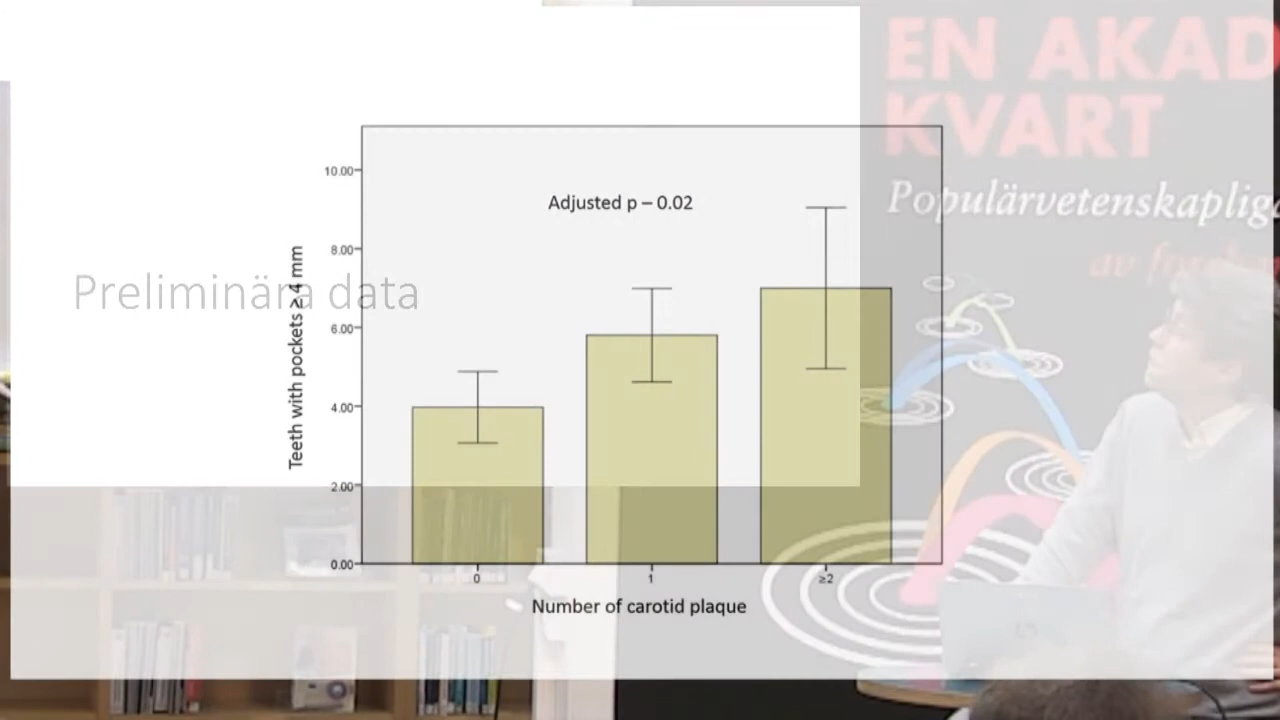 EN AKAD
KVART
Populärvetenskaplig
av
Preliminära data
Adjusted p – 0.02
Teeth with pockets ≥ 4 mm
10.00
8.00
6.00
4.00
2.00
0.00
0
1
≥2
Number of carotid plaque